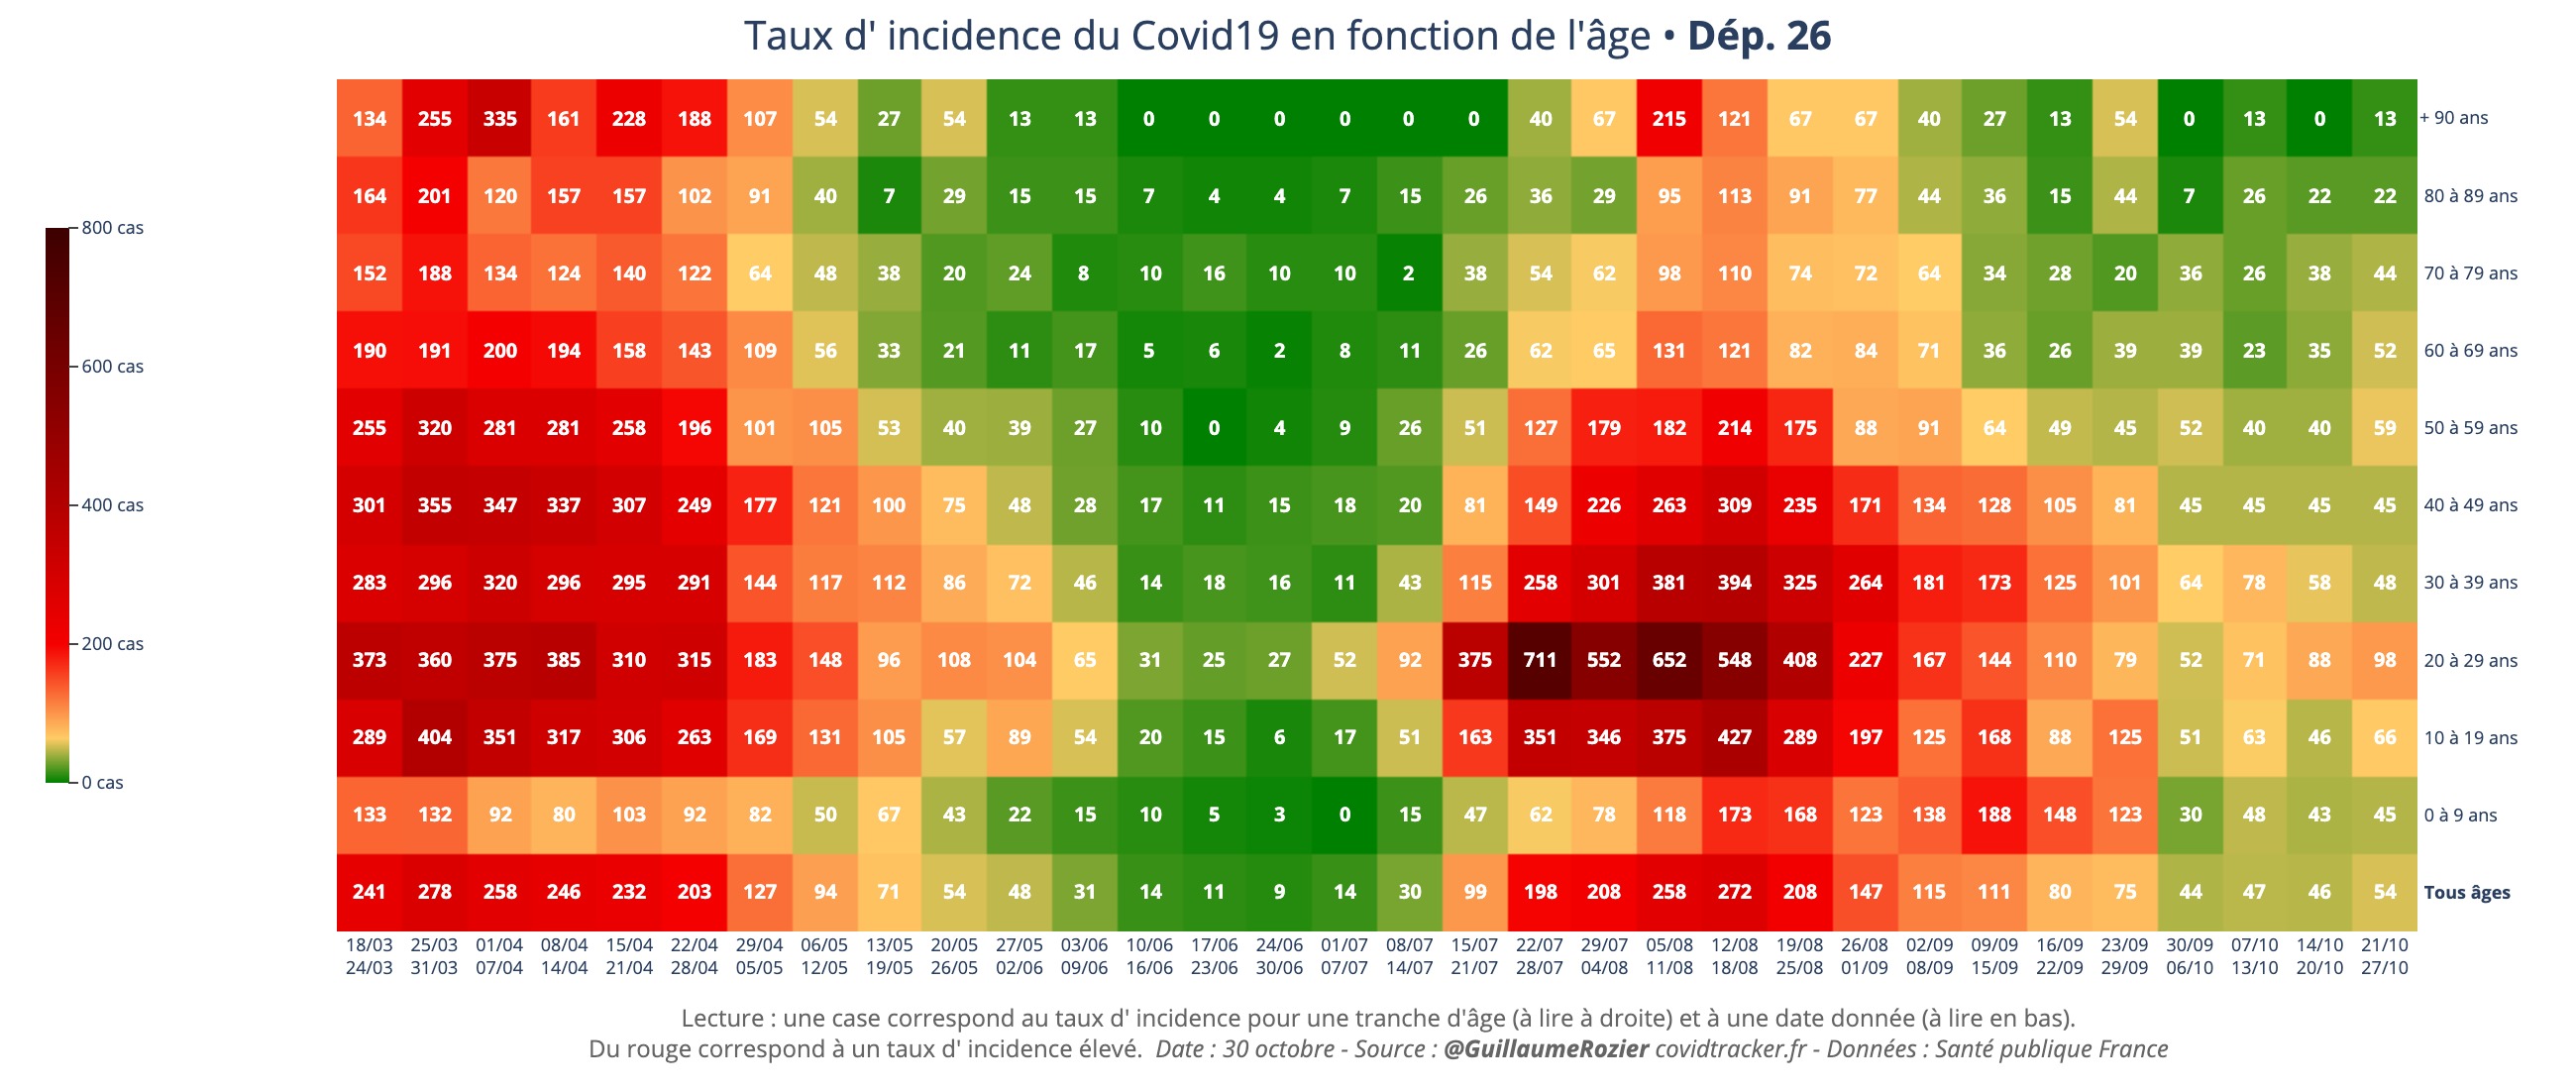 Taux d' incidence du Covid19 en fonction de l'âge • Dép. 26
800 cas
600 cas
400 cas
200 cas
0 cas
134 255 335 161 228 188 107 54 27 54 13 13 0 0 0 0 0 0 40 67 215 121 67 67 40 27 13 54 0 13 0 13 + 90 ans
164 201 120 157 157 102 91 40 7 29 15 15 7 4 4 7 15 26 36 29 95 113 91 77 44 36 15 44 7 26 22 22 80 à 89 ans
152 188 134 124 140 122 64 48 38 20 24 8 10 16 10 10 2 38 54 62 98 110 74 72 64 34 28 20 36 26 38 44 70 à 79 ans
190 191 200 194 158 143 109 56 33 21 11 17 5 6 2 8 11 26 62 65 131 121 82 84 71 36 26 39 39 23 35 52 60 à 69 ans
255 320 281 281 258 196 101 105 53 40 39 27 10 0 4 9 26 51 127 179 182 214 175 88 91 64 49 45 52 40 40 59 50 à 59 ans
301 355 347 337 307 249 177 121 100 75 48 28 17 11 15 18 20 81 149 226 263 309 235 171 134 128 105 81 45 45 45 45 40 à 49 ans
283 296 320 296 295 291 144 117 112 86 72 46 14 18 16 11 43 115 258 301 381 394 325 264 181 173 125 101 64 78 58 48 30 à 39 ans
373 360 375 385 310 315 183 148 96 108 104 65 31 25 27 52 92 375 711 552 652 548 408 227 167 144 110 79 52 71 88 98 20 à 29 ans
289 404 351 317 306 263 169 131 105 57 89 54 20 15 6 17 51 163 351 346 375 427 289 197 125 168 88 125 51 63 46 66 10 à 19 ans
133 132 92 80 103 92 82 50 67 43 22 15 10 5 3 0 15 47 62 78 118 173 168 123 138 188 148 123 30 48 43 45 0 à 9 ans
241 278 258 246 232 203 127 94 71 54 48 31 14 11 9 14 30 99 198 208 258 272 208 147 115 111 80 75 44 47 46 54 Tous âges
18/03 25/03 01/04 08/04 15/04 22/04 29/04 06/05 13/05 20/05 27/05 03/06 10/06 17/06 24/06 01/07 08/07 15/07 22/07 29/07 05/08 12/08 19/08 26/08 02/09 09/09 16/09 23/09 30/09 07/10 14/10 21/10
24/03 31/03 07/04 14/04 21/04 28/04 05/05 12/05 19/05 26/05 02/06 09/06 16/06 23/06 30/06 07/07 14/07 21/07 28/07 04/08 11/08 18/08 25/08 01/09 08/09 15/09 22/09 29/09 06/10 13/10 20/10 27/10
Lecture : une case correspond au taux d' incidence pour une tranche d'âge (à lire à droite) et à une date donnée (à lire en bas).
Du rouge correspond à un taux d' incidence élevé. Date : 30 octobre - Source : @GuillaumeRozier covidtracker.fr - Données : Santé publique France